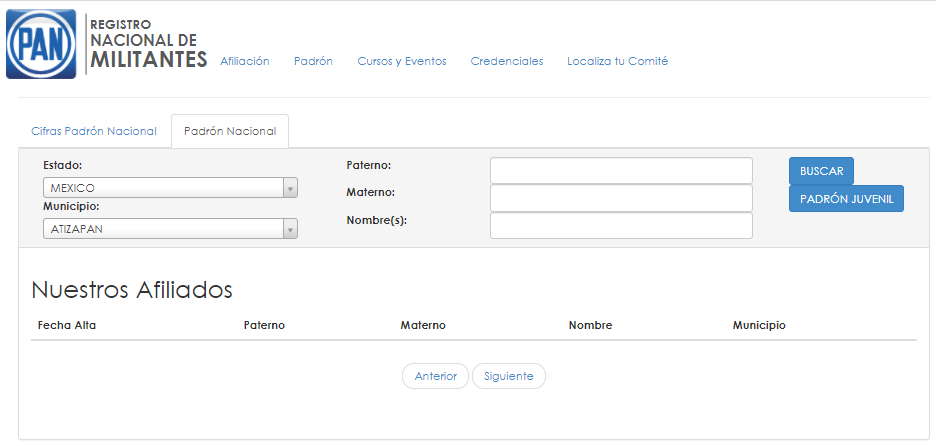 PAN
REGISTRO
NACIONAL DE
MILITANTES
Afiliación Padrón Cursos y Eventos Credenciales Localiza tu Comité
Cifras Padrón Nacional Padrón Nacional
Estado: Paterno: BUSCAR
MEXICO Materno: PADRÓN JUVENIL
Municipio: Nombre(s):
ATIZAPAN
Nuestros Afiliados
Fecha Alta Paterno Materno Nombre Municipio
Anterior Siguiente